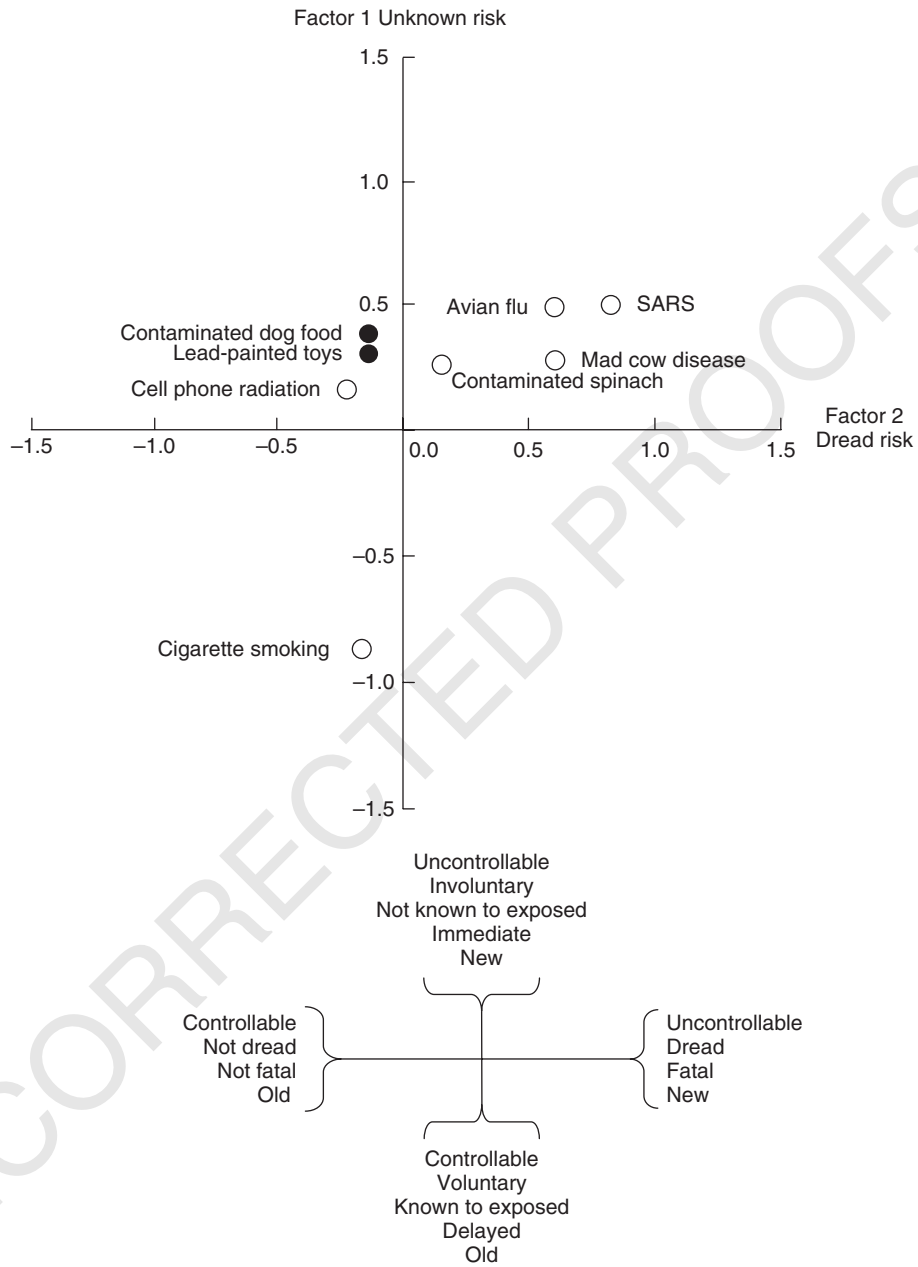 Factor 1 Unknown risk
1.5
1.0
0.5
Avian flu
SARS
Contaminated dog food
Lead-painted toys
Mad cow disease
Contaminated spinach
Cell phone radiation
Factor 2
Dread risk
–1.5
–1.0
–0.5
0.0
0.5
1.0
1.5
–0.5
Cigarette smoking
–1.0
–1.5
Uncontrollable
Involuntary
Not known to exposed
Immediate
New
Controllable
Not dread
Not fatal
Old
Uncontrollable
Dread
Fatal
New
Controllable
Voluntary
Known to exposed
Delayed
Old
CORRECTED PROOFS